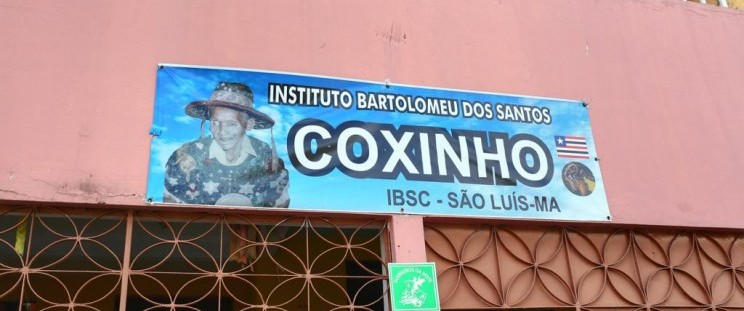 INSTITUTO BARTOLOMEU DOS SANTOS
COXINHO
IBSC - SÃO LUÍS-MA